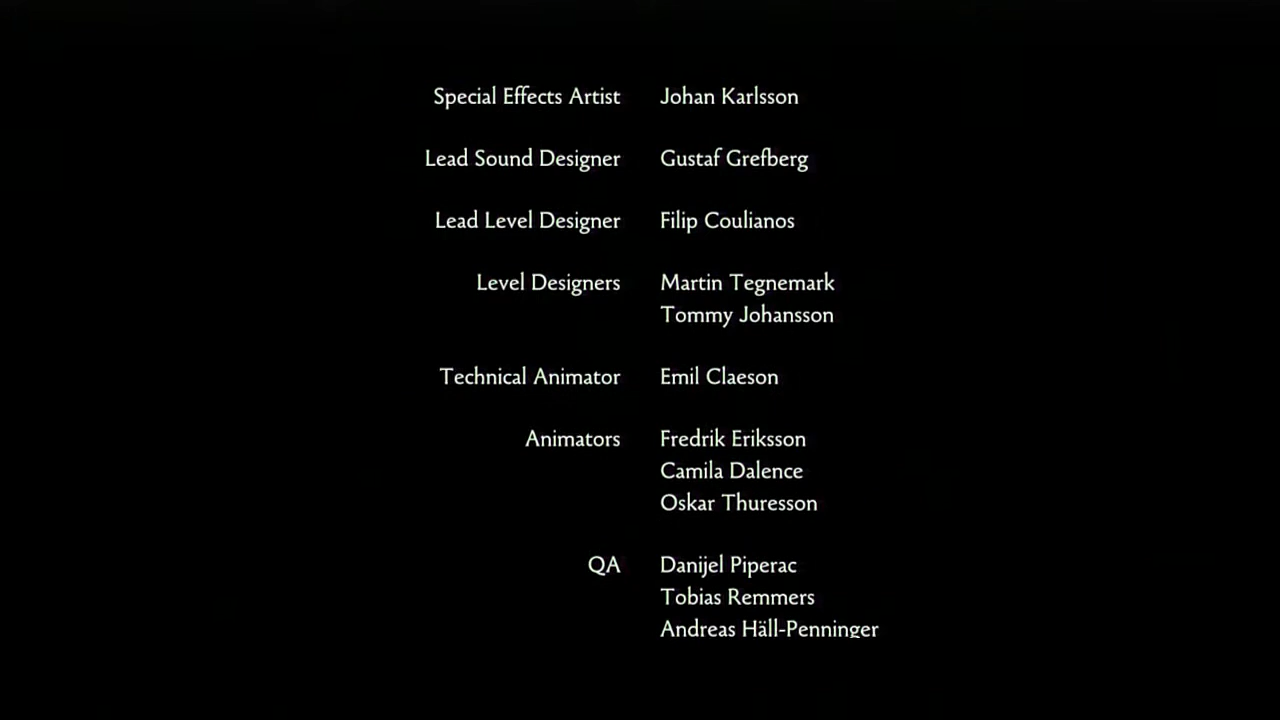 Special Effects Artist Johan Karlsson
Lead Sound Designer Gustaf Grefberg
Lead Level Designer Filip Coulianos
Level Designers Martin Tegnemark
Tommy Johansson
Technical Animator Emil Claeson
Animators Fredrik Eriksson
Camila Dalence
Oskar Thuresson
QA Danijel Piperac
Tobias Remmers
Andreas Häll-Penninger